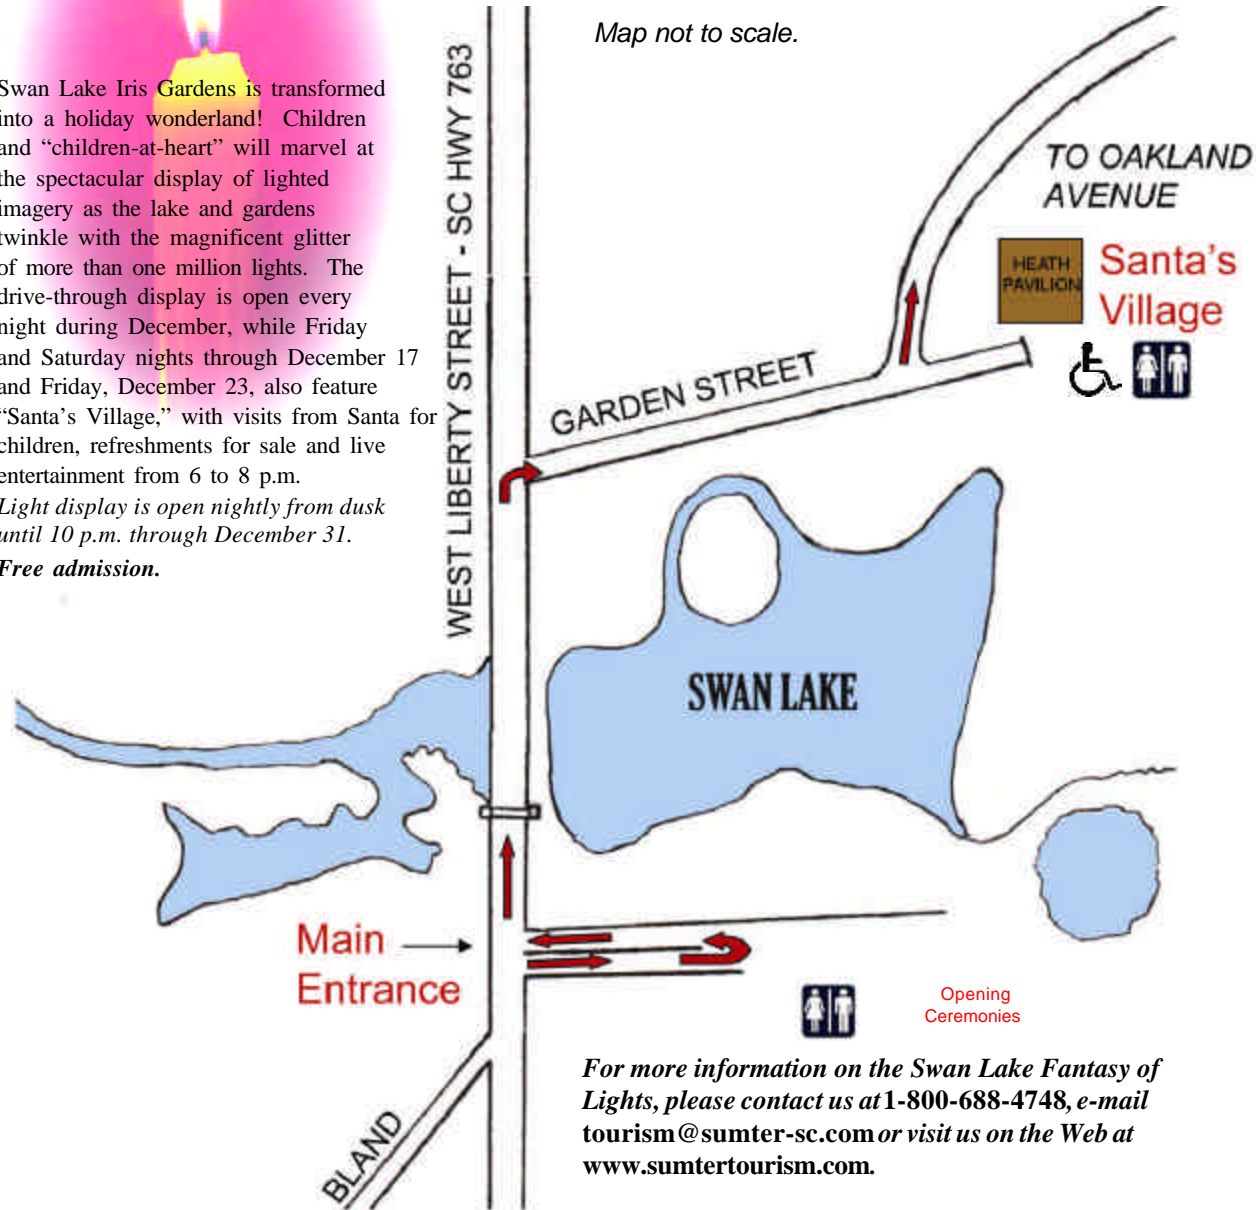 Map not to scale.
Swan Lake Iris Gardens is transformed
into a holiday wonderland! Children
and “children-at-heart” will marvel at
the spectacular display of lighted
imagery as the lake and gardens
twinkle with the magnificent glitter
of more than one million lights. The
drive-through display is open every
night during December, while Friday
and Saturday nights through December 17
and Friday, December 23, also feature
“Santa’s Village,” with visits from Santa for
children, refreshments for sale and live
entertainment from 6 to 8 p.m.
Light display is open nightly from dusk
until 10 p.m. through December 31.
Free admission.
WEST LIBERTY STREET - SC HWY 763
TO OAKLAND
AVENUE
HEATH
PAVILION
Santa's
Village
GARDEN STREET
SWAN LAKE
Main
Entrance
Opening
Ceremonies
BLAND
For more information on the Swan Lake Fantasy of
Lights, please contact us at 1-800-688-4748, e-mail
tourism@sumter-sc.com or visit us on the Web at
www.sumtertourism.com.